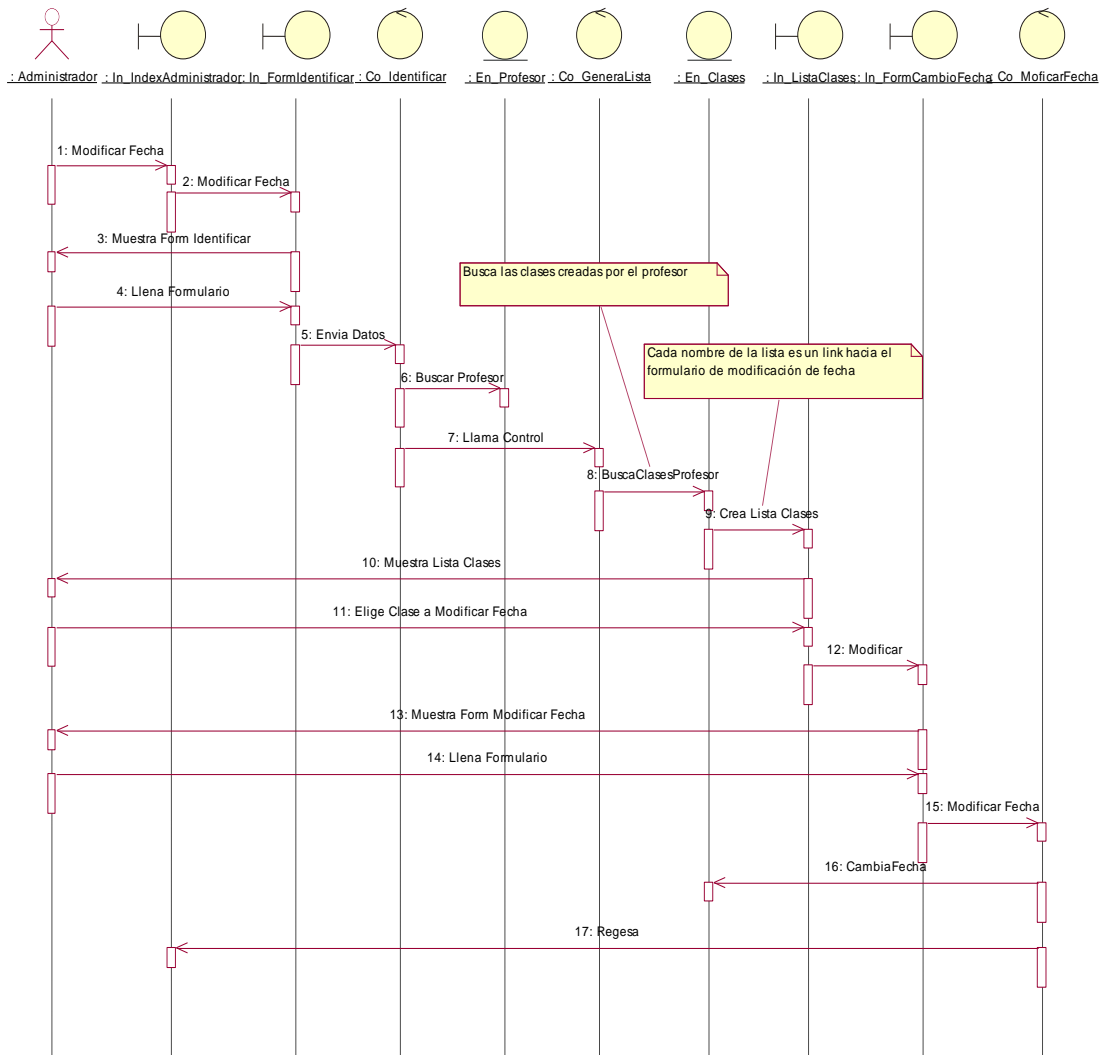 : Administrador
: In_IndexAdministrador
: In_FormIdentificar
: Co_Identificar
: En_Profesor
: Co_GeneraLista
: En_Clases
: In_ListaClases
: In_FormCambioFecha
: Co_MoficarFecha
1: Modificar Fecha
2: Modificar Fecha
3: Muestra Form Identificar
Busca las clases creadas por el profesor
4: Llena Formulario
5: Envia Datos
Cada nombre de la lista es un link hacia el
formulario de modificación de fecha
6: Buscar Profesor
7: Llama Control
8: BuscaClasesProfesor
9: Crea Lista Clases
10: Muestra Lista Clases
11: Elige Clase a Modificar Fecha
12: Modificar
13: Muestra Form Modificar Fecha
14: Llena Formulario
15: Modificar Fecha
16: CambiaFecha
17: Regesa